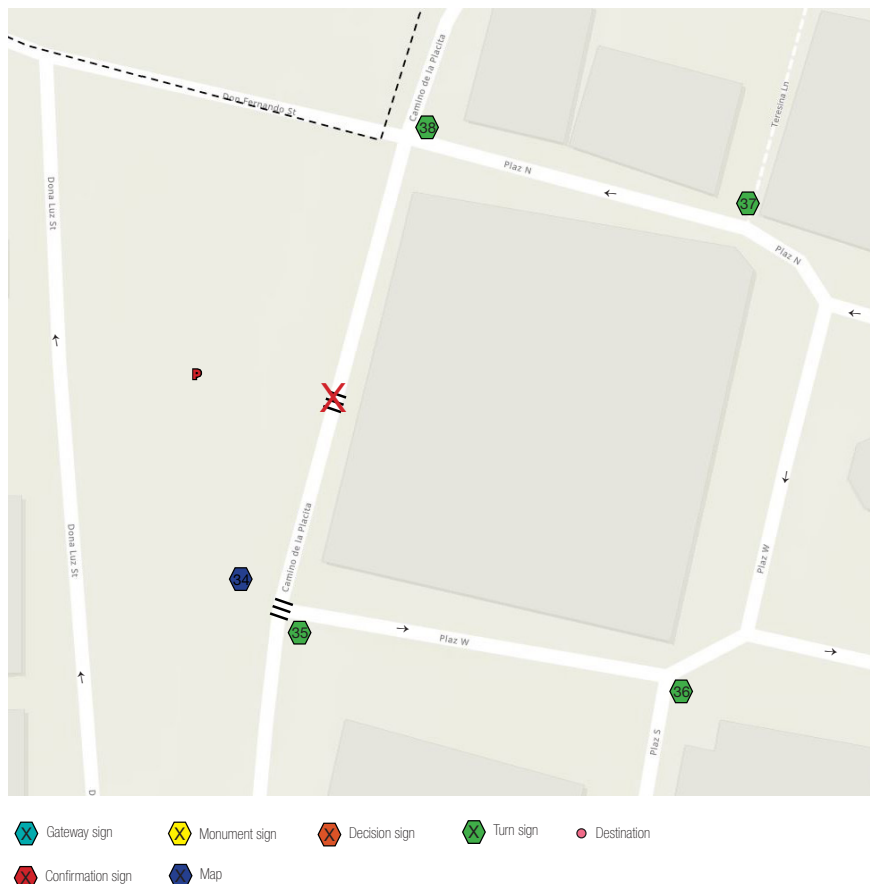 Camino de la Placita
Don Fernando St
38
Plaz N
Teresina Ln
37
Plaz N
Dona Luz St
P
Camino de la Placita
Dona Luz St
34
35
Plaz W
Plaz W
36
Plaz S
D
X Gateway sign
X Monument sign
X Decision sign
X Turn sign
Destination
X Confirmation sign
X Map